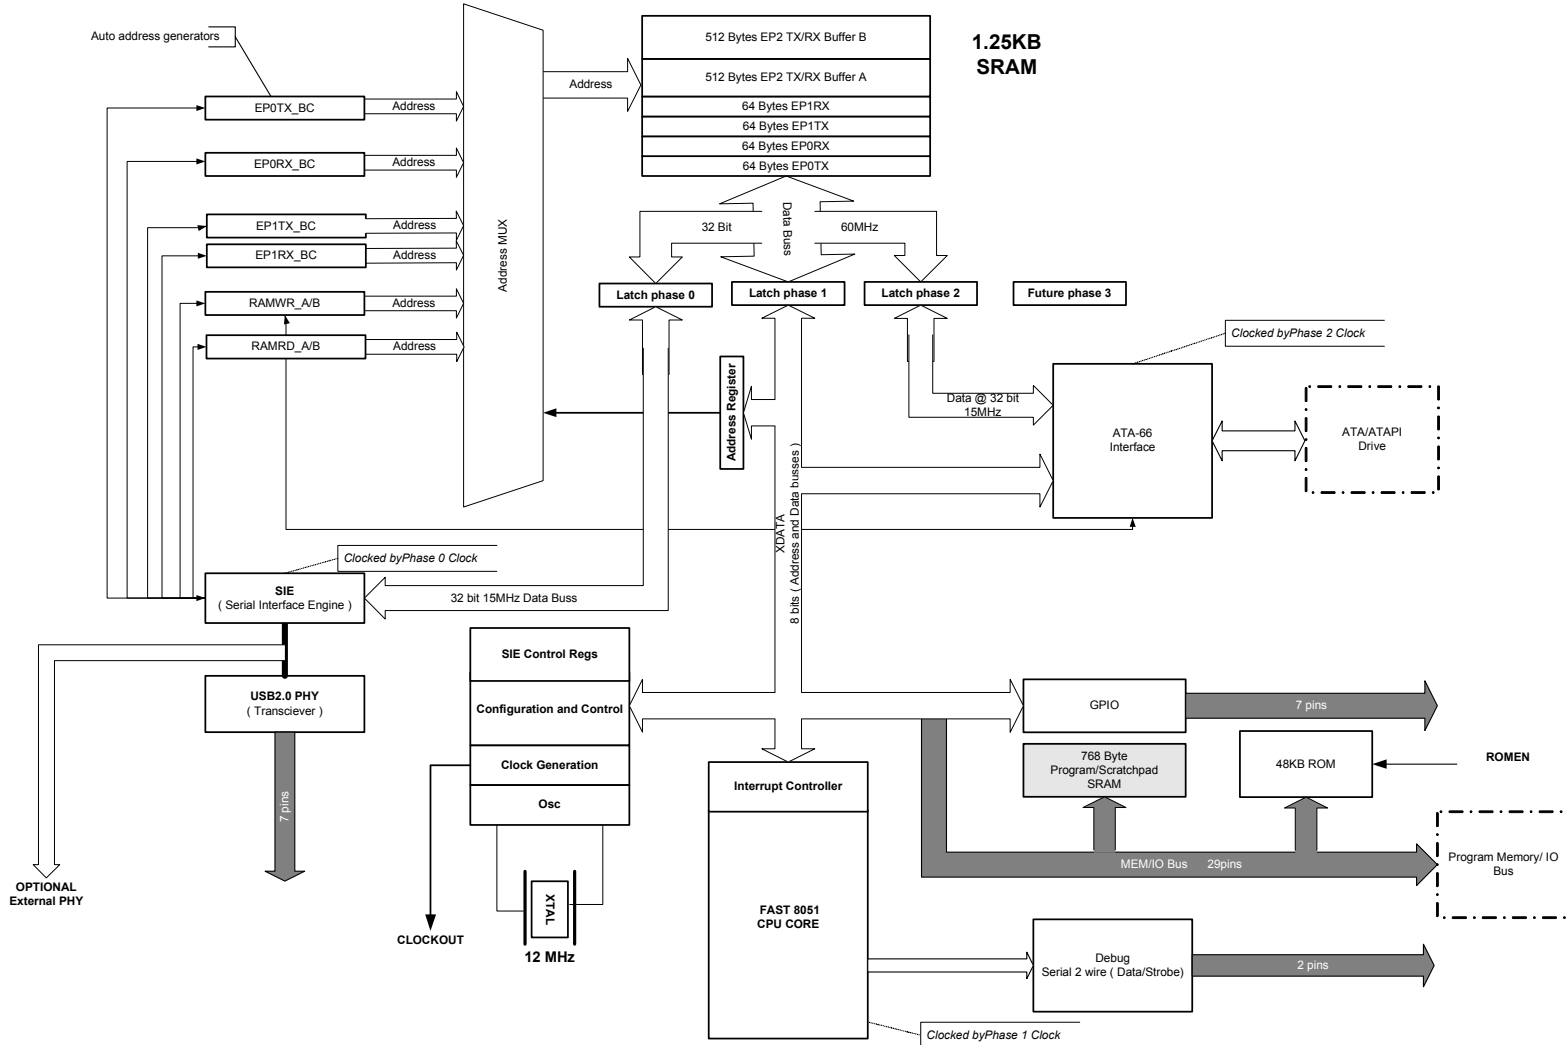 Auto address generators
EP0TX_BC
Address
EP0RX_BC
Address
EP1TX_BC
Address
EP1RX_BC
Address
RAMWR_A/B
Address
RAMRD_A/B
Address
Address MUX
Address
512 Bytes EP2 TX/RX Buffer B
512 Bytes EP2 TX/RX Buffer A
64 Bytes EP1RX
64 Bytes EP1TX
64 Bytes EP0RX
64 Bytes EP0TX
1.25KB
SRAM
32 Bit
Data Buss
60MHz
Latch phase 0
Latch phase 1
Latch phase 2
Future phase 3
Clocked byPhase 2 Clock
Address Register
Data @ 32 bit
15MHz
ATA-66
Interface
ATA/ATAPI
Drive
XDATA
8 bits ( Address and Data busses )
Clocked byPhase 0 Clock
SIE
( Serial Interface Engine )
32 bit 15MHz Data Buss
USB2.0 PHY
( Transciever )
7 pins
OPTIONAL
External PHY
SIE Control Regs
Configuration and Control
Clock Generation
Osc
XTAL
12 MHz
CLOCKOUT
Interrupt Controller
FAST 8051
CPU CORE
Clocked byPhase 1 Clock
GPIO
7 pins
768 Byte
Program/Scratchpad
SRAM
48KB ROM
ROMEN
MEM/IO Bus 29pins
Program Memory/ IO
Bus
Debug
Serial 2 wire ( Data/Strobe)
2 pins